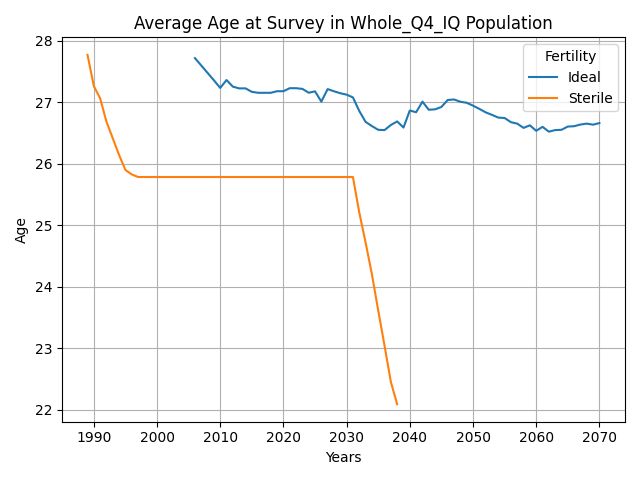 Average Age at Survey in Whole_Q4_IQ Population
Fertility
Ideal
Sterile
Age
28
27
26
25
24
23
22
1990 2000 2010 2020 2030 2040 2050 2060 2070
Years